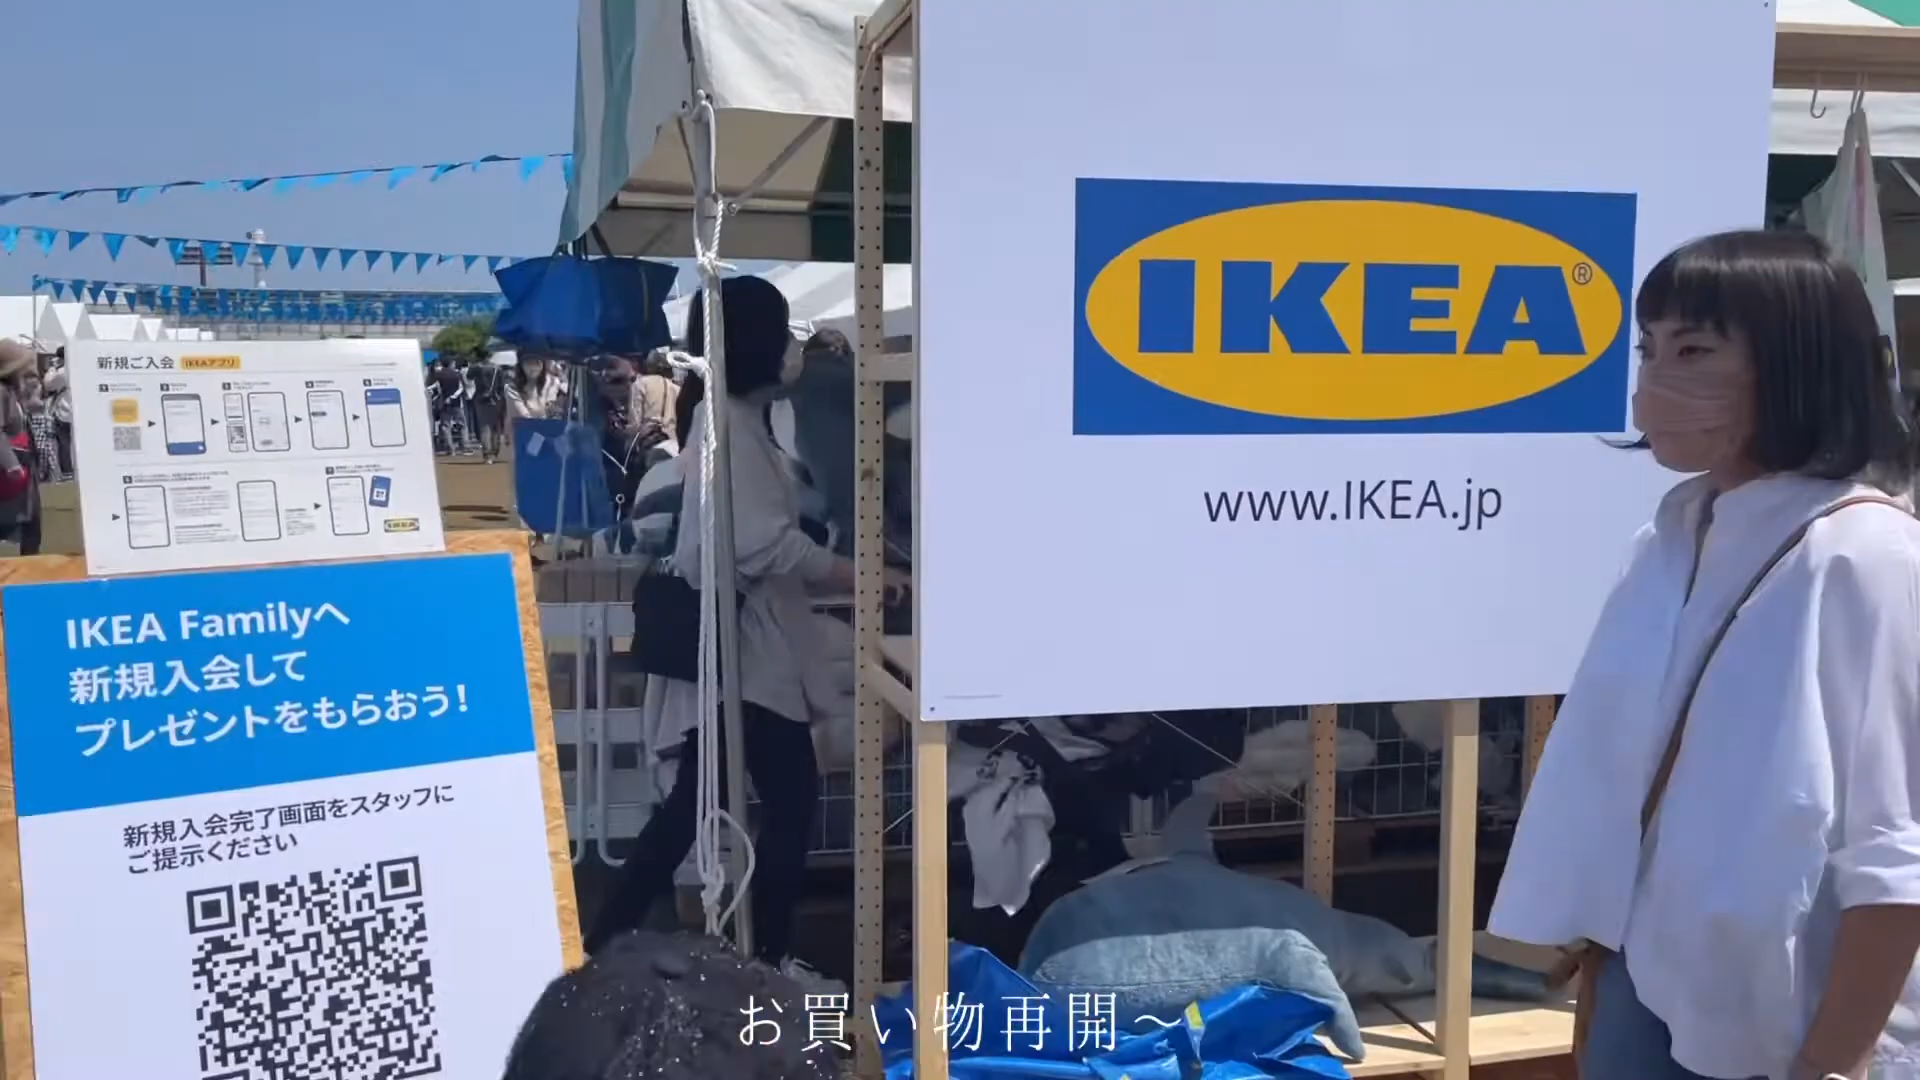 新規ご入会 IKEAアプリ
IKEA
IKEA Familyへ
新規入会して
プレゼントをもらおう!
新規入会完了画面をスタッフに
ご提示ください
IKEA®
www.IKEA.jp
お買い物再開～